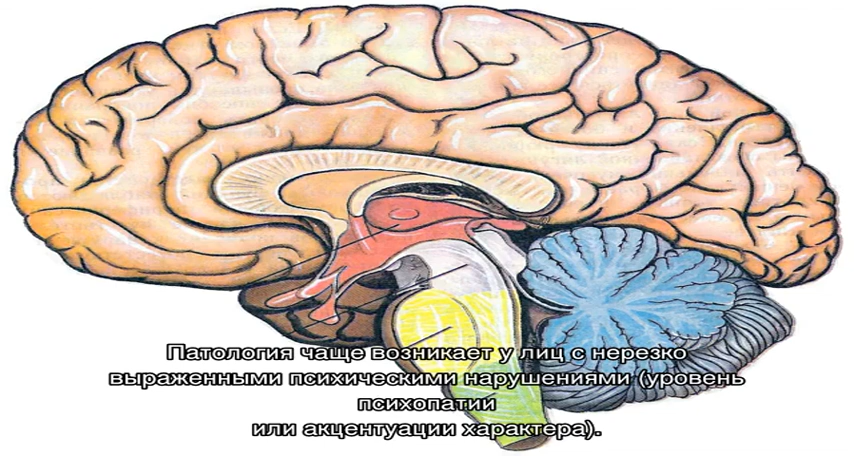 Патология чаще возникает у лиц с нерезко
выраженными психическими нарушениями (уровень
психопатии
или акцентуации характера).